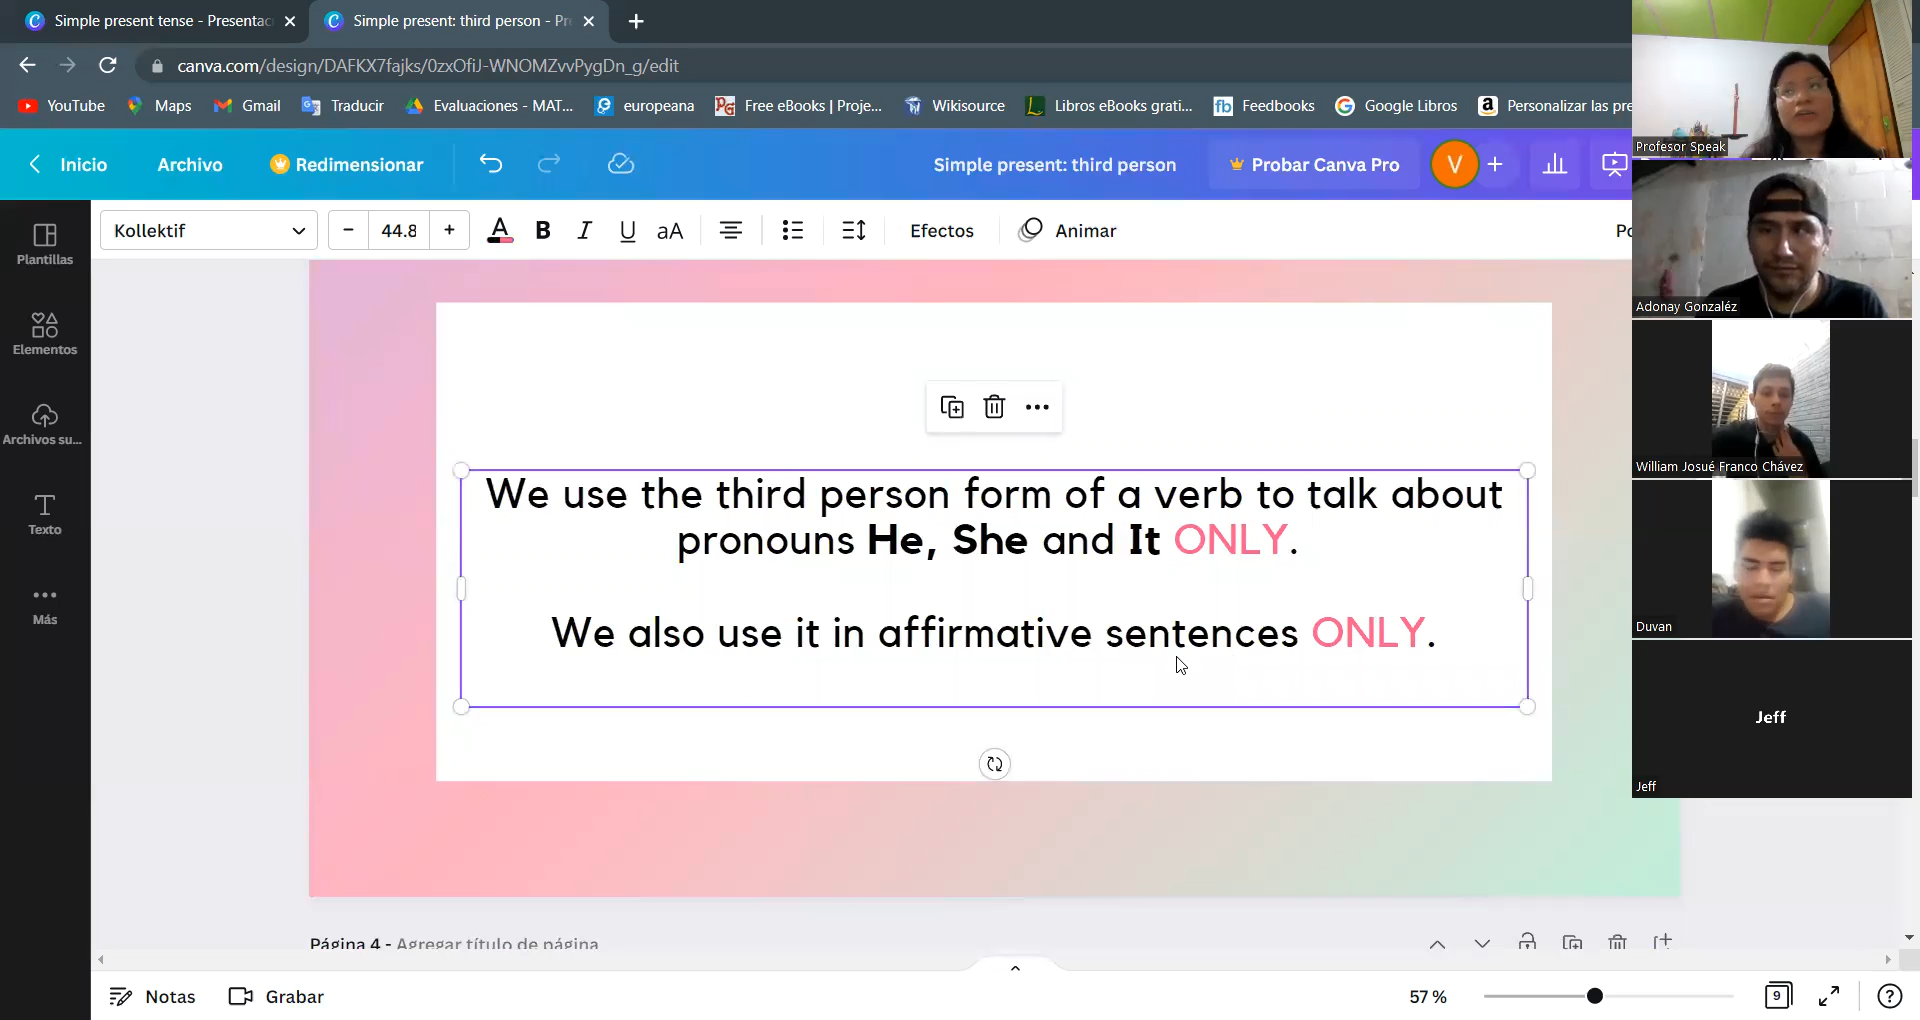 Simple present tense - Presentac
Simple present: third person - Pr
canva.com/design/DAFKX7fajks/0zxOfiJ-WNOMZvvPygDn_g/edit
YouTube
Maps
Gmail
Traducir
Evaluaciones - MAT...
europeana
Free eBooks | Proje...
Wikisource
Libros eBooks grati...
fb Feedbooks
Google Libros
Personalizar las pre
Inicio
Archivo
Redimensionar
Simple present: third person
Probar Canva Pro
V
Kollektif
44.8
Efectos
Animar
Po
Plantillas
Elementos
Archivos su...
Texto
Más
We use the third person form of a verb to talk about
pronouns He, She and It ONLY.
We also use it in affirmative sentences ONLY.
Página 4 - Agregar título de página
Notas
Grabar
57 %
9
Profesor Speak
Adonay Gonzaléz
William Josué Franco Chávez
Duvan
Jeff
Jeff